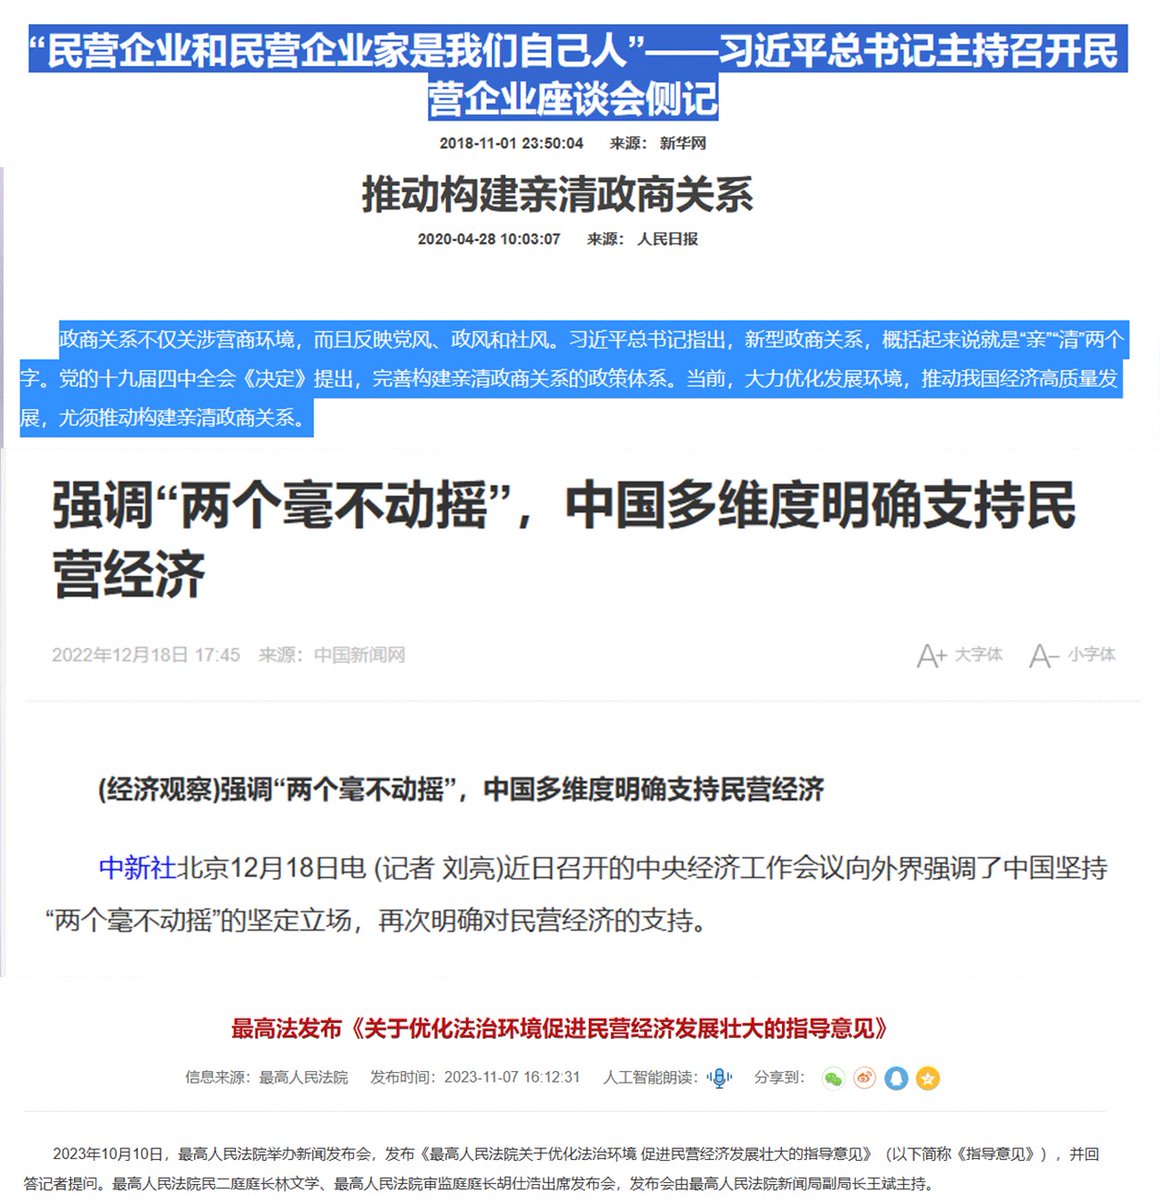 “民营企业和民营企业家是我们自己人”——习近平总书记主持召开民
营企业座谈会侧记
2018-11-01 23:50:04 来源： 新华网
推动构建亲清政商关系
2020-04-28 10:03:07 来源： 人民日报
政商关系不仅关涉营商环境，而且反映党风、政风和社风。习近平总书记指出，新型政商关系，概括起来说就是“亲”“清”两个
字。党的十九届四中全会《决定》提出，完善构建亲清政商关系的政策体系。当前，大力优化发展环境，推动我国经济高质量发
展，尤须推动构建亲清政商关系。
强调“两个毫不动摇”，中国多维度明确支持民
营经济
2022年12月18日 17:45 来源：中国新闻网 A+ 大字体 A- 小字体
(经济观察)强调“两个毫不动摇”，中国多维度明确支持民营经济
中新社北京12月18日电 (记者 刘亮)近日召开的中央经济工作会议向外界强调了中国坚持
“两个毫不动摇”的坚定立场，再次明确对民营经济的支持。
最高法发布《关于优化法治环境促进民营经济发展壮大的指导意见》
信息来源：最高人民法院 发布时间：2023-11-07 16:12:31 人工智能朗读： 分享到：
2023年10月10日，最高人民法院举办新闻发布会，发布《最高人民法院关于优化法治环境 促进民营经济发展壮大的指导意见》（以下简称《指导意见》），并回
答记者提问。最高人民法院民二庭庭长林文学、最高人民法院审监庭庭长胡仕浩出席发布会，发布会由最高人民法院新闻局副局长王斌主持。